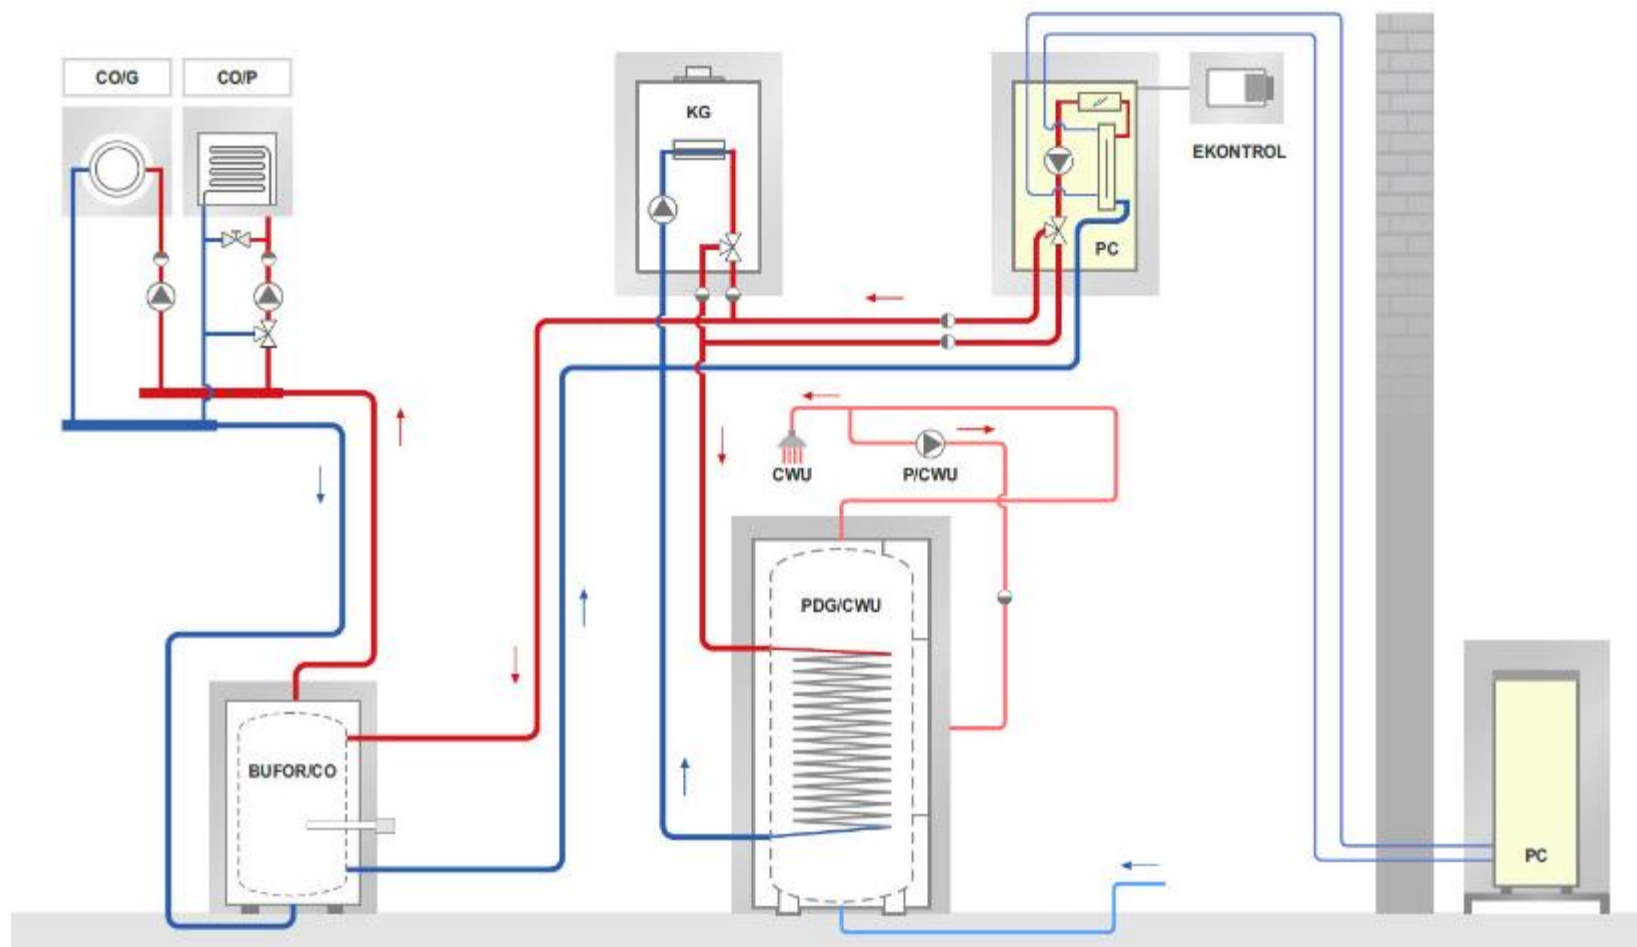 CO/G
CO/P
KG
PC
EKONTROL
CWU
P/CWU
PDG/CWU
BUFOR/CO
PC